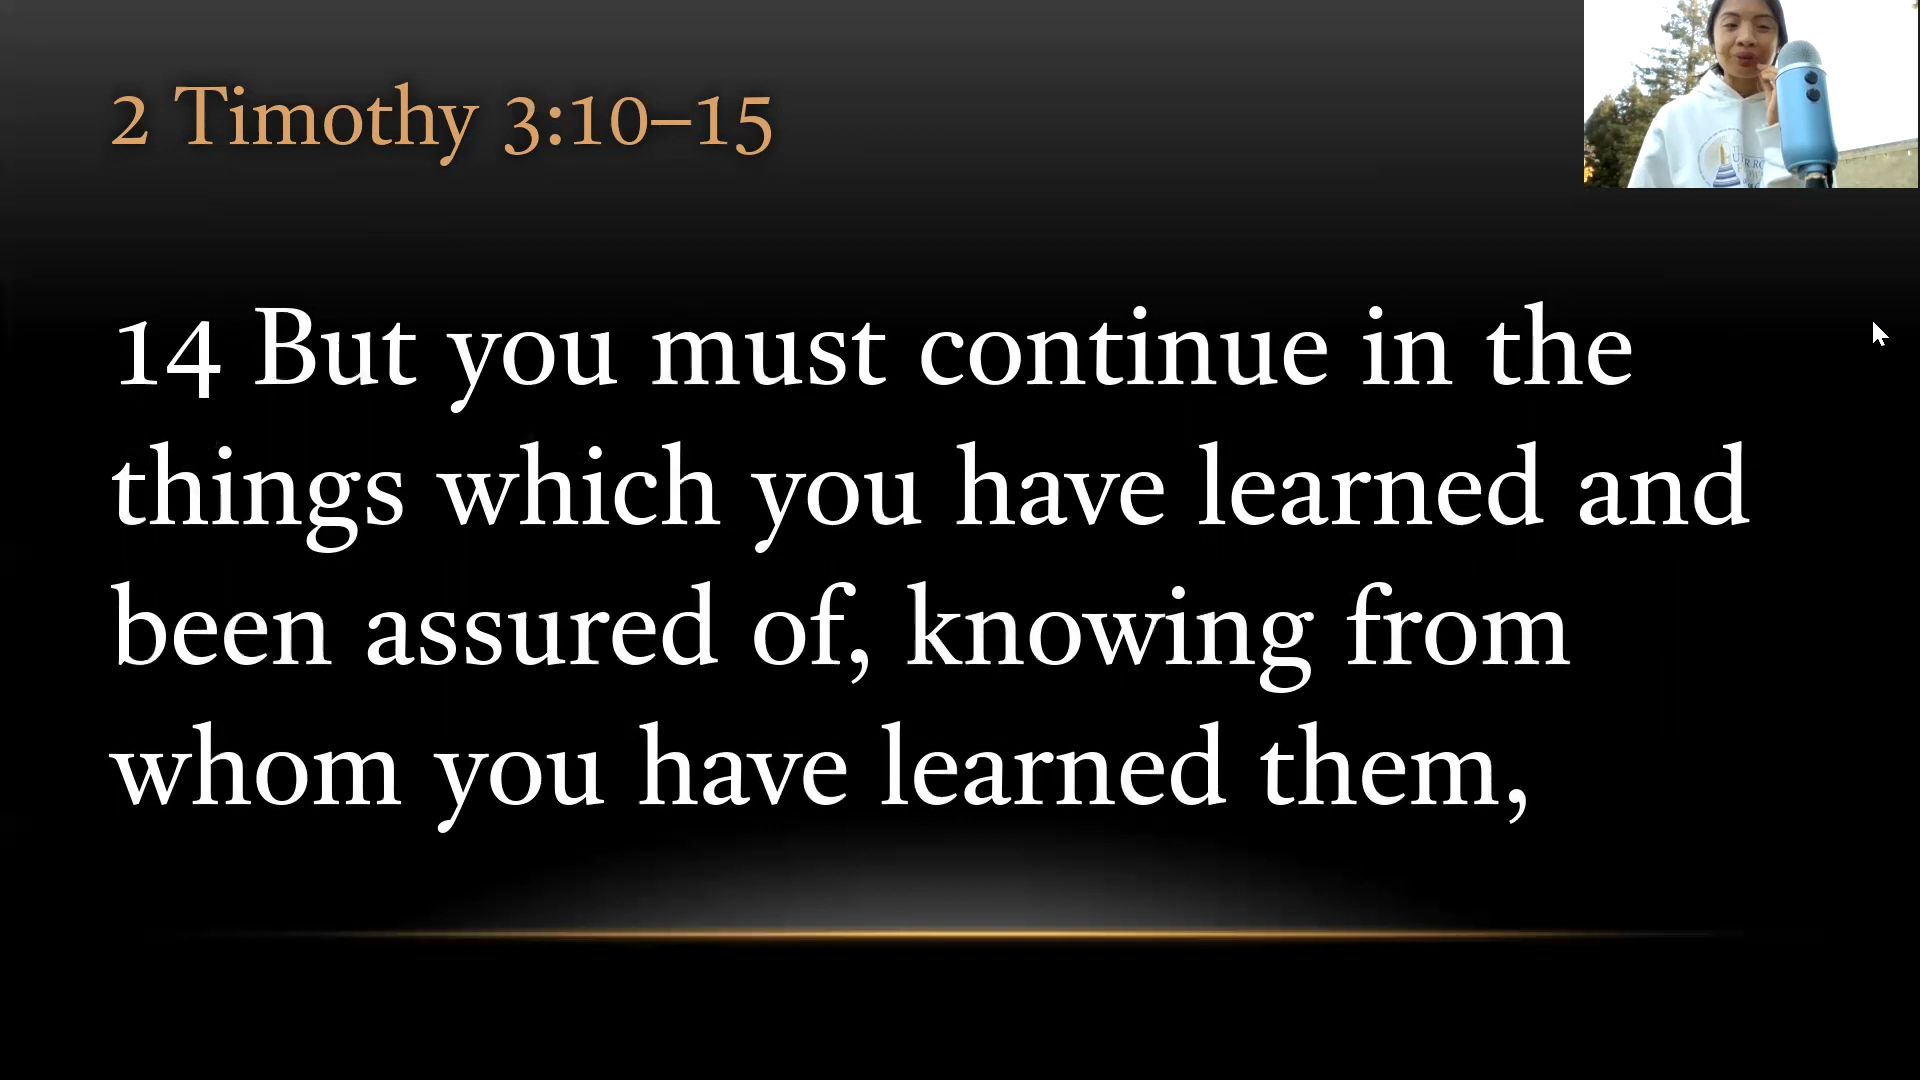 2 Timothy 3:10–15
14 But you must continue in the
things which you have learned and
been assured of, knowing from
whom you have learned them,